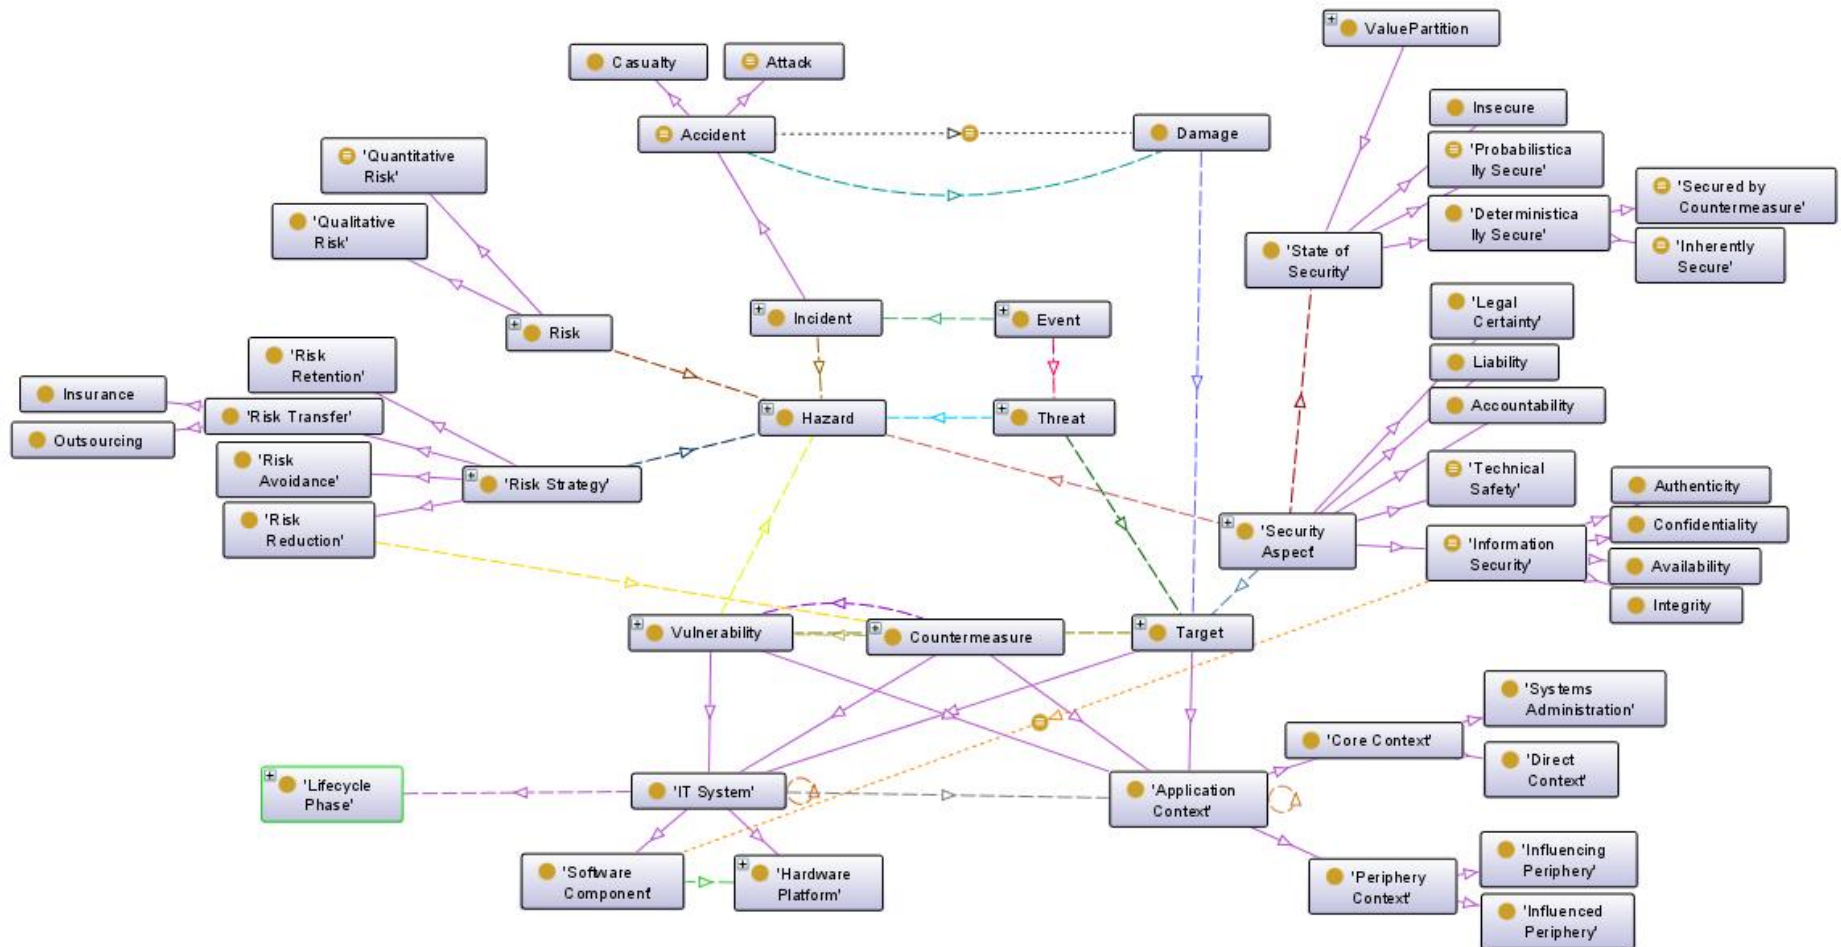 ValuePartition
Casualty
Attack
Insecure
Accident
Damage
'Probabilistica
lly Secure'
'Quantitative
Risk'
'Secured by
Countermeasure'
'Deterministica
lly Secure'
'Qualitative
Risk'
'State of
Security'
'Inherently
Secure'
'Legal
Certainty'
Incident
Event
Risk
'Risk
Retention'
Liability
Insurance
'Risk Transfer'
Hazard
Threat
Accountability
Outsourcing
'Risk
Avoidance'
'Risk Strategy'
'Technical
Safety'
Authenticity
'Risk
Reduction'
'Security
Aspect'
Confidentiality
'Information
Security'
Availability
Integrity
Vulnerability
Countermeasure
Target
'Systems
Administration'
'Core Context'
'Direct
Context'
'Lifecycle
Phase'
'IT System'
'Application
Context'
'Influencing
Periphery'
'Software
Component'
'Hardware
Platform'
'Periphery
Context'
'Influenced
Periphery'